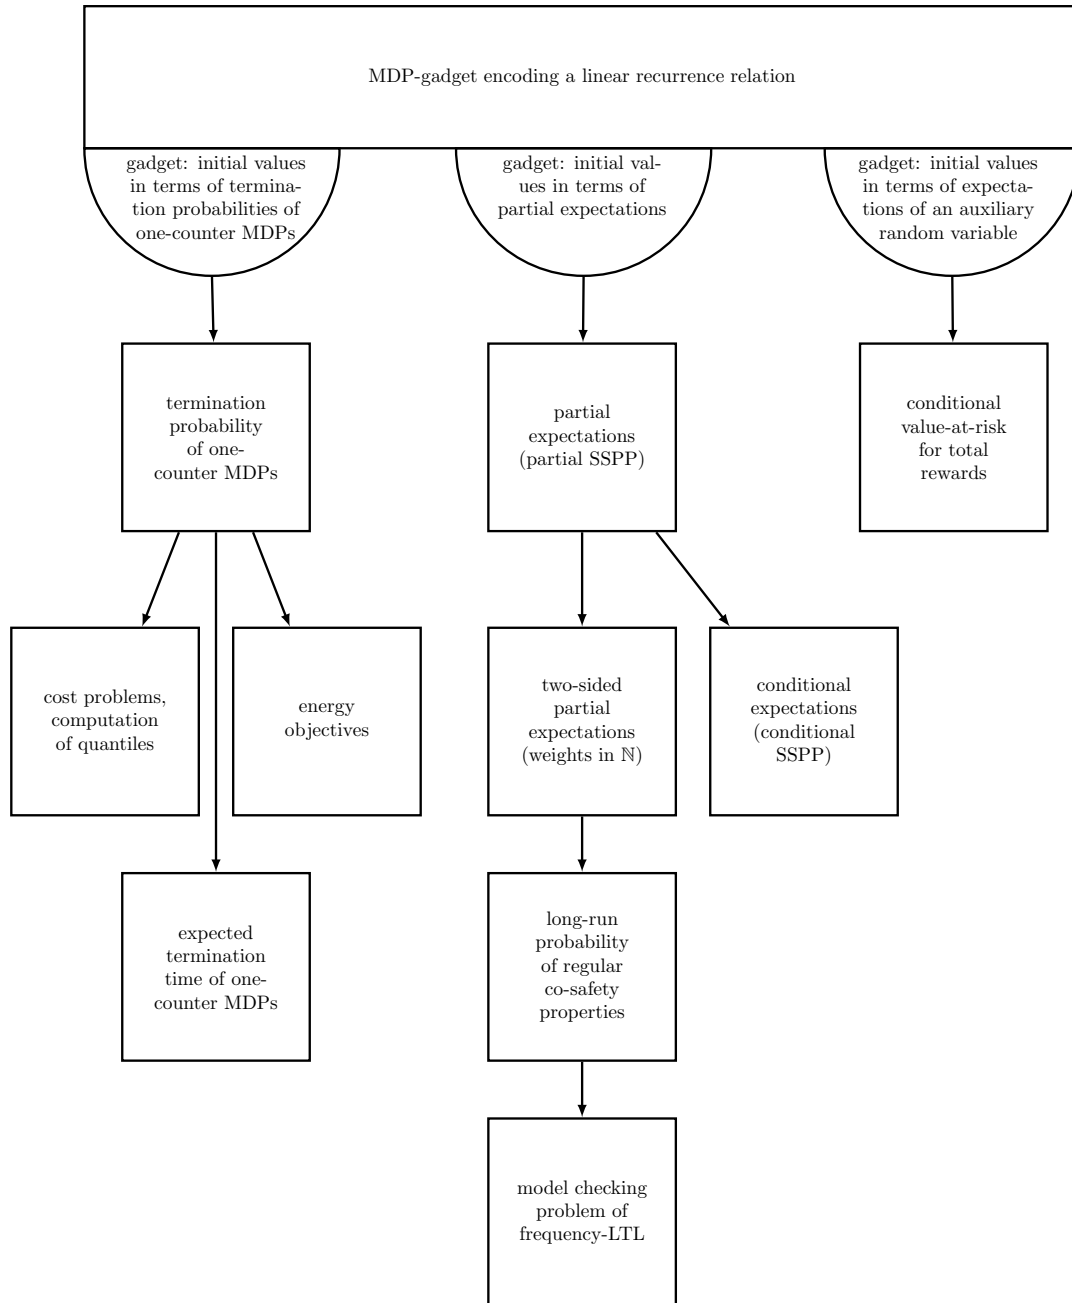 MDP-gadget encoding a linear recurrence relation
gadget: initial values
in terms of termina-
tion probabilities of
one-counter MDPs
gadget: initial val-
ues in terms of
partial expectations
gadget: initial values
in terms of expecta-
tions of an auxiliary
random variable
termination
probability
of one-
counter MDPs
partial
expectations
(partial SSPP)
conditional
value-at-risk
for total
rewards
cost problems,
computation
of quantiles
energy
objectives
two-sided
partial
expectations
(weights in ℕ)
conditional
expectations
(conditional
SSPP)
expected
termination
time of one-
counter MDPs
long-run
probability
of regular
co-safety
properties
model checking
problem of
frequency-LTL